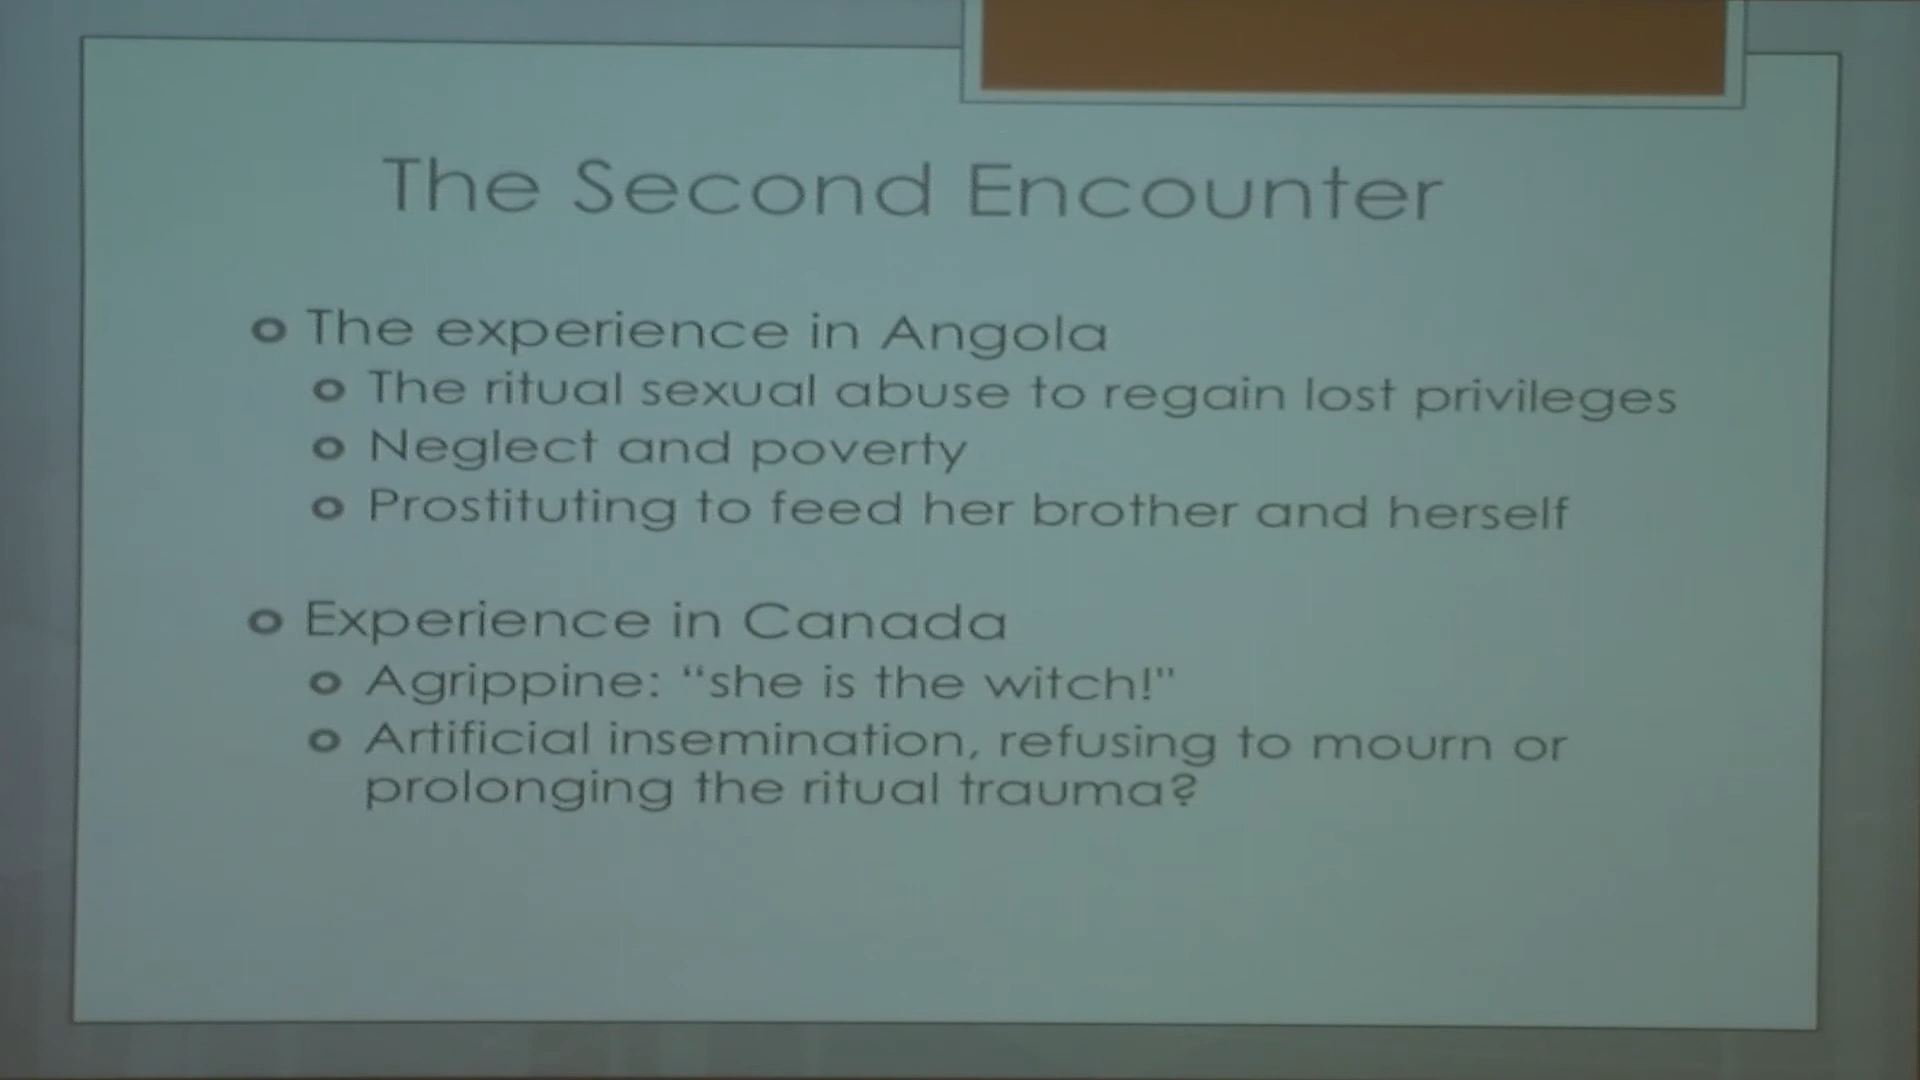 The Second Encounter
The experience in Angola
The ritual sexual abuse to regain lost privileges
Neglect and poverty
Prostituting to feed her brother and herself
Experience in Canada
Agrippine: “she is the witch!"
Artificial insemination, refusing to mourn or
prolonging the ritual trauma?